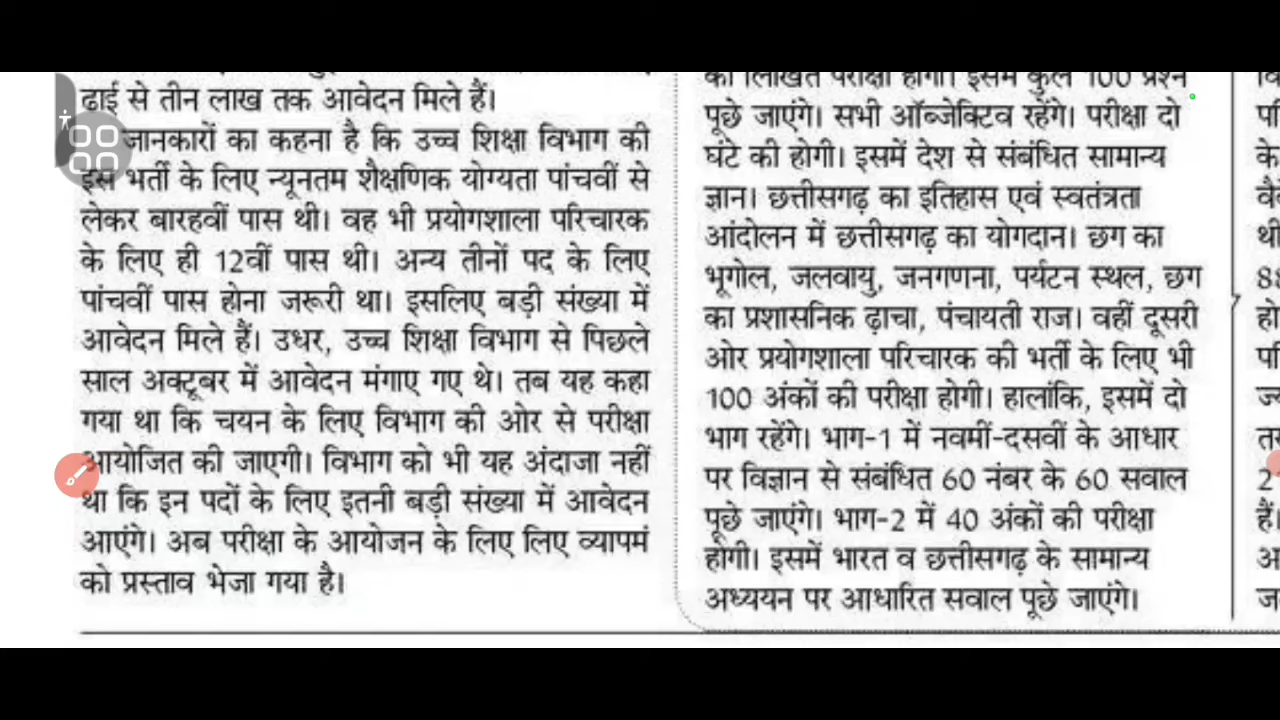 ढाई से तीन लाख तक आवेदन मिले हैं।
जानकारों का कहना है कि उच्च शिक्षा विभाग की
इस भर्ती के लिए न्यूनतम शैक्षणिक योग्यता पांचवीं से
लेकर बारहवीं पास थी। वह भी प्रयोगशाला परिचारक
के लिए ही 12वीं पास थी। अन्य तीनों पद के लिए
पांचवीं पास होना जरूरी था। इसलिए बड़ी संख्या में
आवेदन मिले हैं। उधर, उच्च शिक्षा विभाग से पिछले
साल अक्टूबर में आवेदन मंगाए गए थे। तब यह कहा
गया था कि चयन के लिए विभाग की ओर से परीक्षा
आयोजित की जाएगी। विभाग को भी यह अंदाजा नहीं
था कि इन पदों के लिए इतनी बड़ी संख्या में आवेदन
आएंगे। अब परीक्षा के आयोजन के लिए लिए व्यापमं
को प्रस्ताव भेजा गया है।
की लिखित परीक्षा होगी। इसमें कुल 100 प्रश्न
पूछे जाएंगे। सभी ऑब्जेक्टिव रहेंगे। परीक्षा दो
घंटे की होगी। इसमें देश से संबंधित सामान्य
ज्ञान। छत्तीसगढ़ का इतिहास एवं स्वतंत्रता
आंदोलन में छत्तीसगढ़ का योगदान। छग का
भूगोल, जलवायु, जनगणना, पर्यटन स्थल, छग
का प्रशासनिक ढ़ाचा, पंचायती राज। वहीं दूसरी
ओर प्रयोगशाला परिचारक की भर्ती के लिए भी
100 अंकों की परीक्षा होगी। हालांकि, इसमें दो
भाग रहेंगे। भाग-1 में नवमीं-दसवीं के आधार
पर विज्ञान से संबंधित 60 नंबर के 60 सवाल
पूछे जाएंगे। भाग-2 में 40 अंकों की परीक्षा
होगी। इसमें भारत व छत्तीसगढ़ के सामान्य
अध्ययन पर आधारित सवाल पूछे जाएंगे।